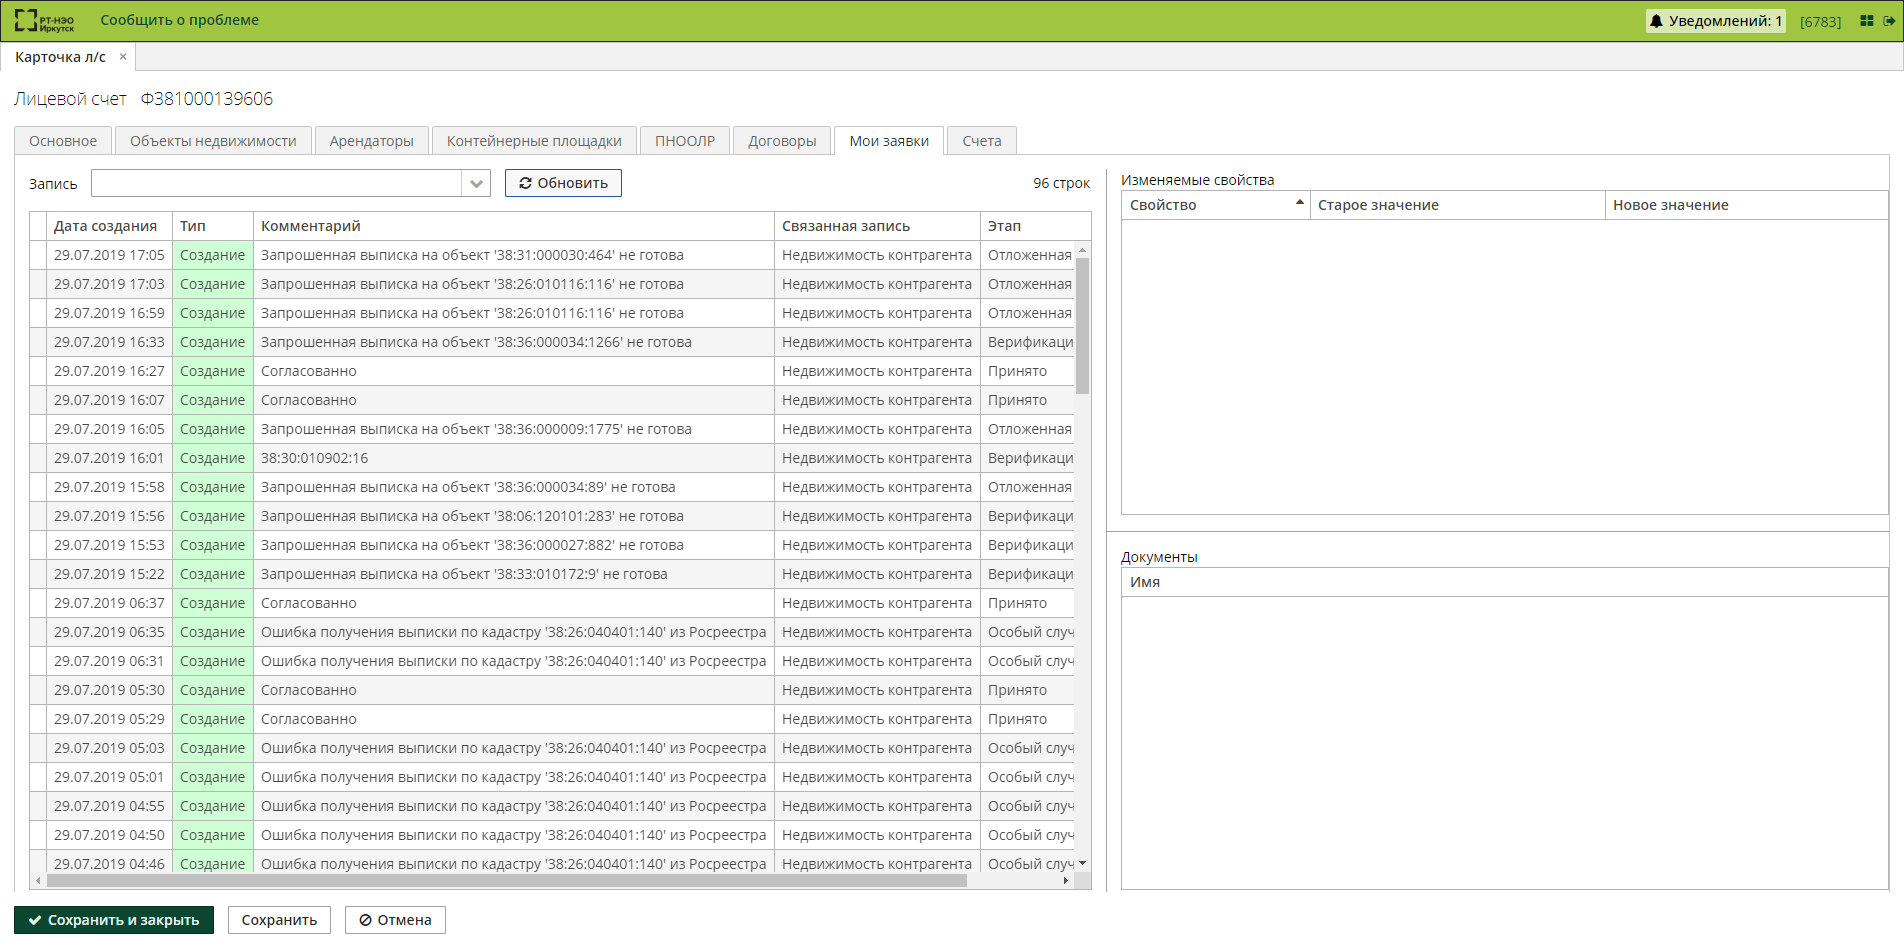 РТ-НЭО
Иркутск
Сообщить о проблеме
Уведомлений: 1
[6783]
Карточка л/с ×
Лицевой счет Ф381000139606
Основное Объекты недвижимости Арендаторы Контейнерные площадки ПНООЛР Договоры Мои заявки Счета
Запись Обновить 96 строк
Дата создания Тип Комментарий Связанная запись Этап
29.07.2019 17:05 Создание Запрошенная выписка на объект '38:31:000030:464' не готова Недвижимость контрагента Отложенная
29.07.2019 17:03 Создание Запрошенная выписка на объект '38:26:010116:116' не готова Недвижимость контрагента Отложенная
29.07.2019 16:59 Создание Запрошенная выписка на объект '38:26:010116:116' не готова Недвижимость контрагента Отложенная
29.07.2019 16:33 Создание Запрошенная выписка на объект '38:36:000034:1266' не готова Недвижимость контрагента Верификаци
29.07.2019 16:27 Создание Согласованно Недвижимость контрагента Принято
29.07.2019 16:07 Создание Согласованно Недвижимость контрагента Принято
29.07.2019 16:05 Создание Запрошенная выписка на объект '38:36:000009:1775' не готова Недвижимость контрагента Отложенная
29.07.2019 16:01 Создание 38:30:010902:16 Недвижимость контрагента Верификаци
29.07.2019 15:58 Создание Запрошенная выписка на объект '38:36:000034:89' не готова Недвижимость контрагента Отложенная
29.07.2019 15:56 Создание Запрошенная выписка на объект '38:06:120101:283' не готова Недвижимость контрагента Верификаци
29.07.2019 15:53 Создание Запрошенная выписка на объект '38:36:000027:882' не готова Недвижимость контрагента Верификаци
29.07.2019 15:22 Создание Запрошенная выписка на объект '38:33:010172:9' не готова Недвижимость контрагента Верификаци
29.07.2019 06:37 Создание Согласованно Недвижимость контрагента Принято
29.07.2019 06:35 Создание Ошибка получения выписки по кадастру '38:26:040401:140' из Росреестра Недвижимость контрагента Особый случ
29.07.2019 06:31 Создание Ошибка получения выписки по кадастру '38:26:040401:140' из Росреестра Недвижимость контрагента Особый случ
29.07.2019 05:30 Создание Согласованно Недвижимость контрагента Принято
29.07.2019 05:29 Создание Согласованно Недвижимость контрагента Принято
29.07.2019 05:03 Создание Ошибка получения выписки по кадастру '38:26:040401:140' из Росреестра Недвижимость контрагента Особый случ
29.07.2019 05:01 Создание Ошибка получения выписки по кадастру '38:26:040401:140' из Росреестра Недвижимость контрагента Особый случ
29.07.2019 04:55 Создание Ошибка получения выписки по кадастру '38:26:040401:140' из Росреестра Недвижимость контрагента Особый случ
29.07.2019 04:50 Создание Ошибка получения выписки по кадастру '38:26:040401:140' из Росреестра Недвижимость контрагента Особый случ
29.07.2019 04:46 Создание Ошибка получения выписки по кадастру '38:26:040401:140' из Росреестра Недвижимость контрагента Особый случ
Изменяемые свойства
Свойство Старое значение Новое значение
Документы
Имя
Сохранить и закрыть Сохранить Отмена